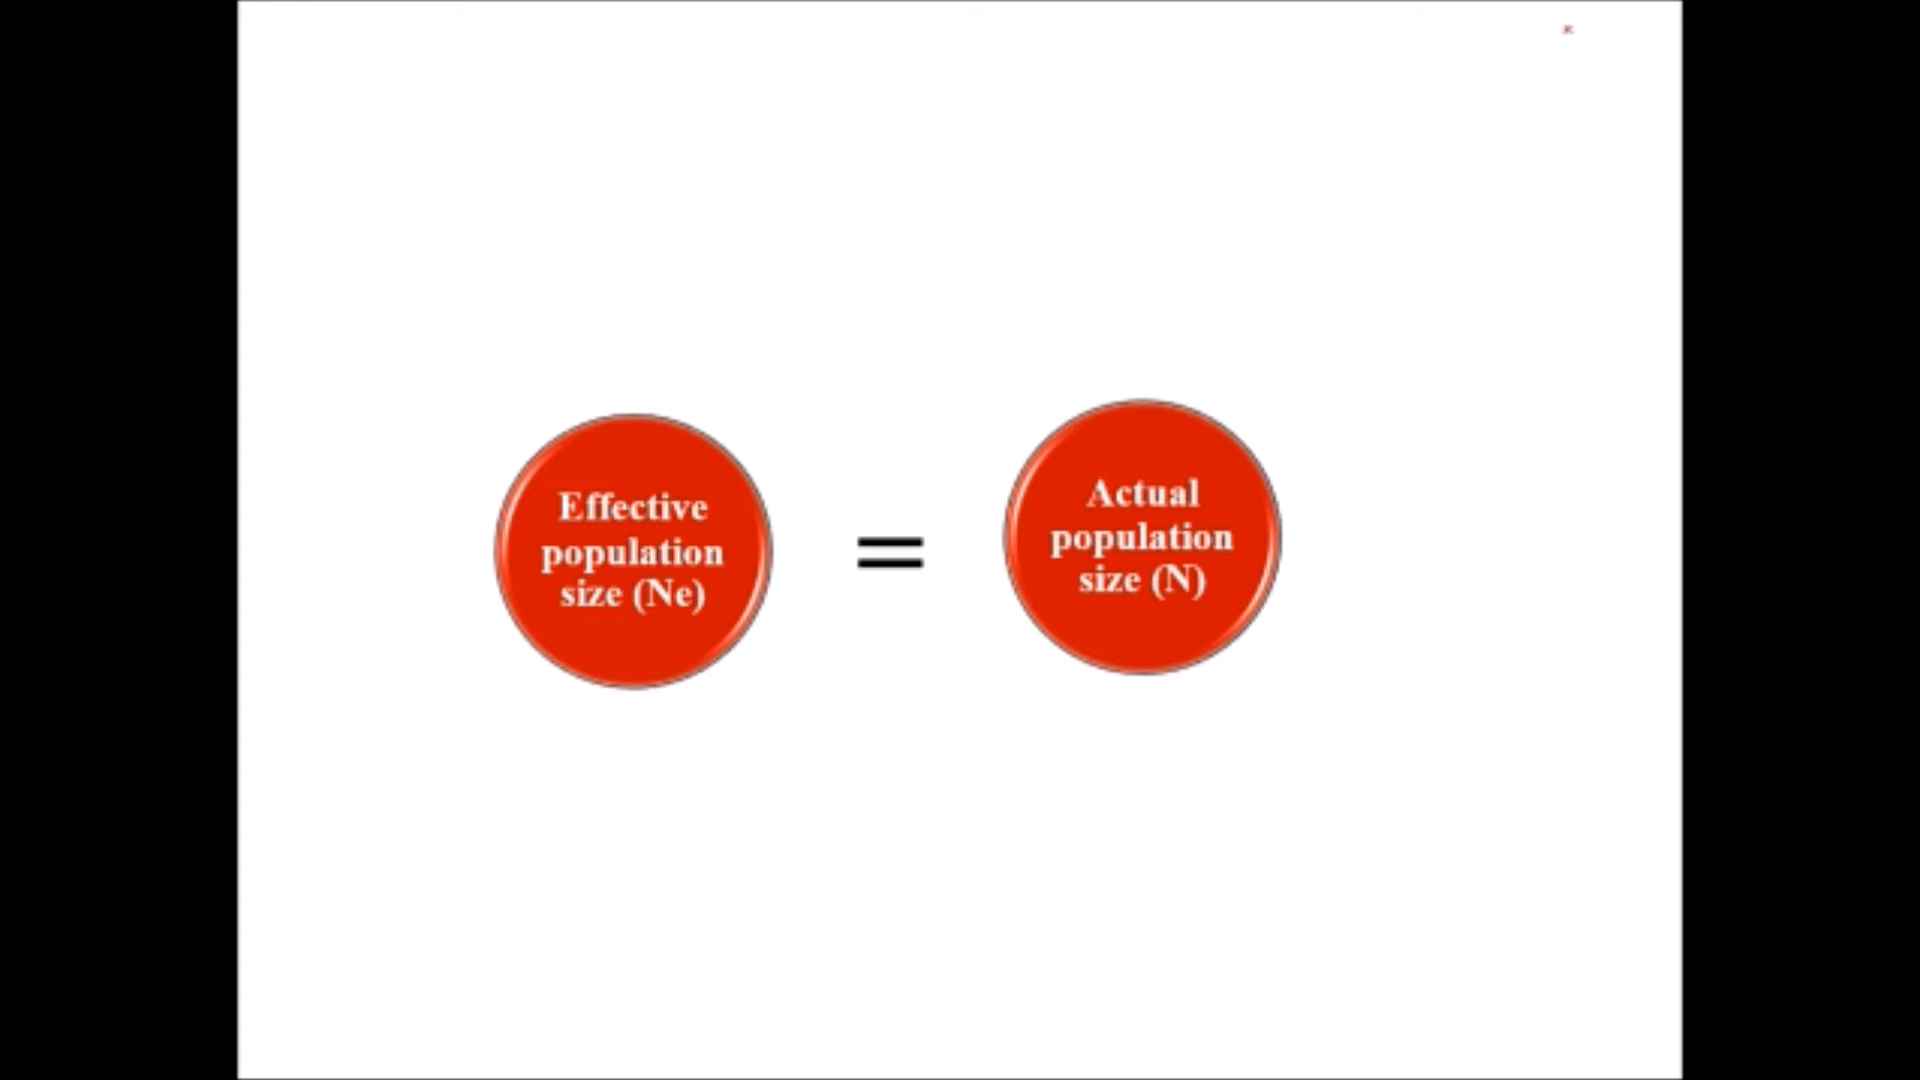 Effective
population
size (Ne)
=
Actual
population
size (N)